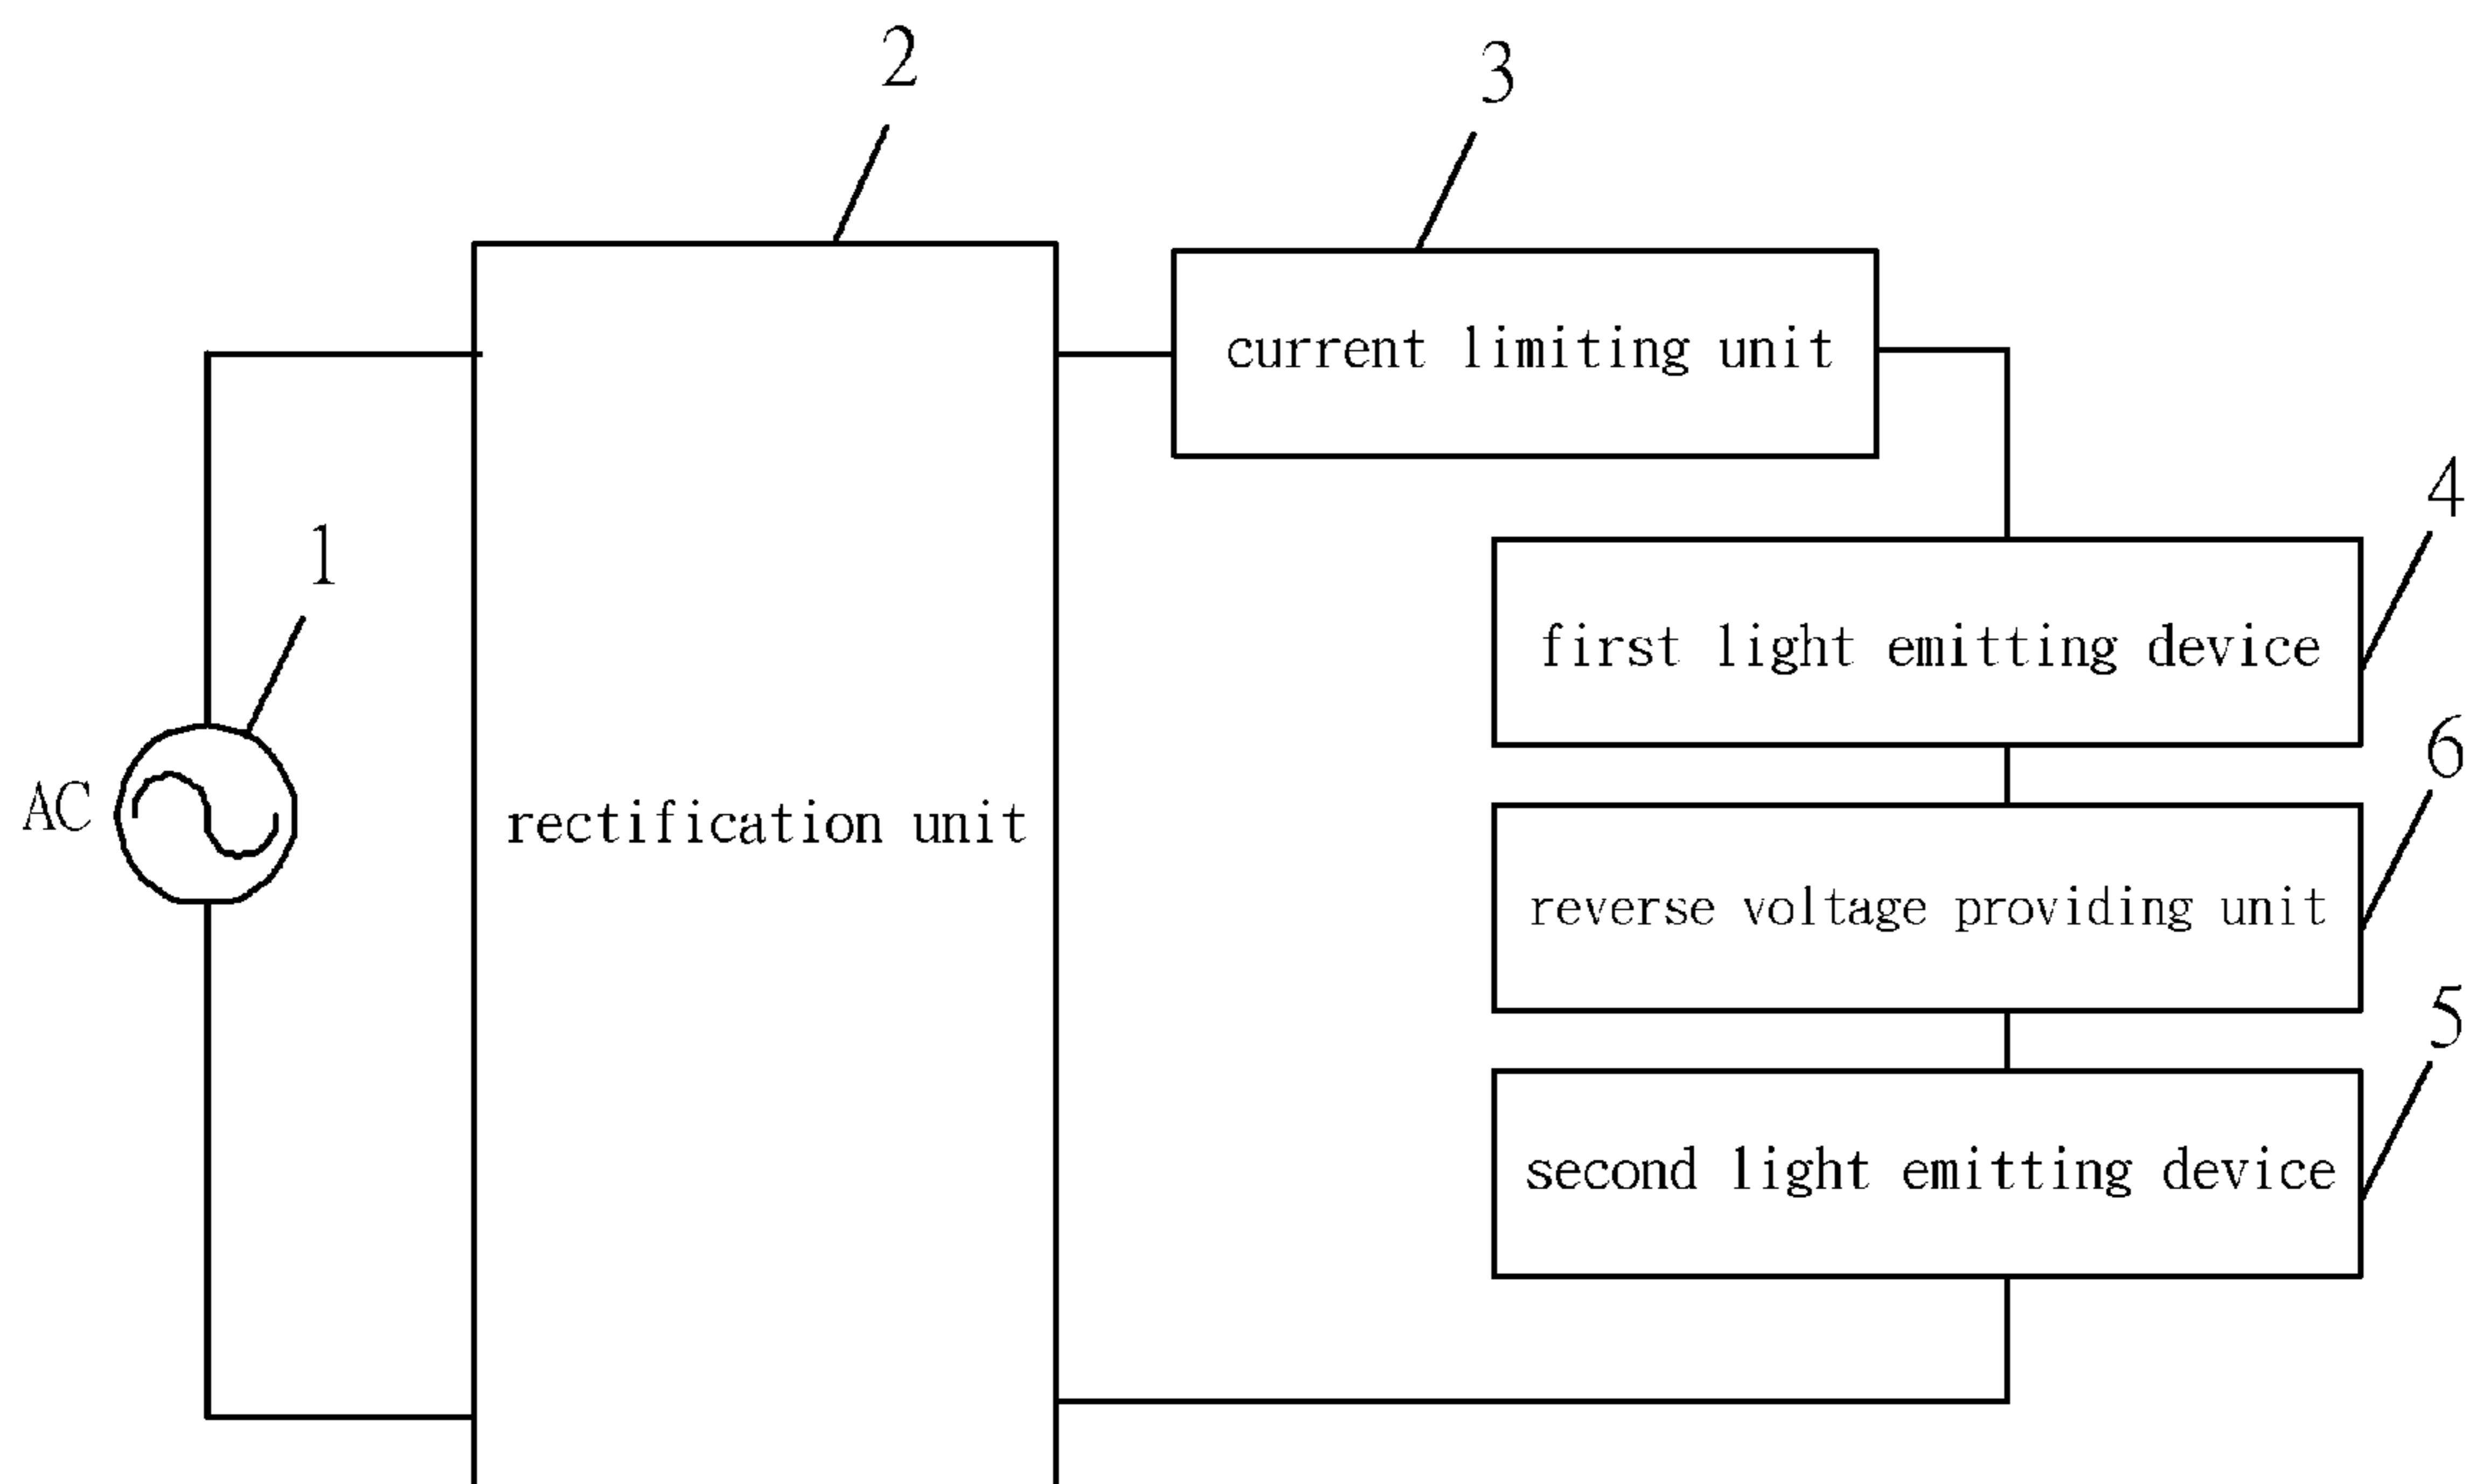 2
3
current limiting unit
4
1
first light emitting device
6
AC
rectification unit
reverse voltage providing unit
5
second light emitting device